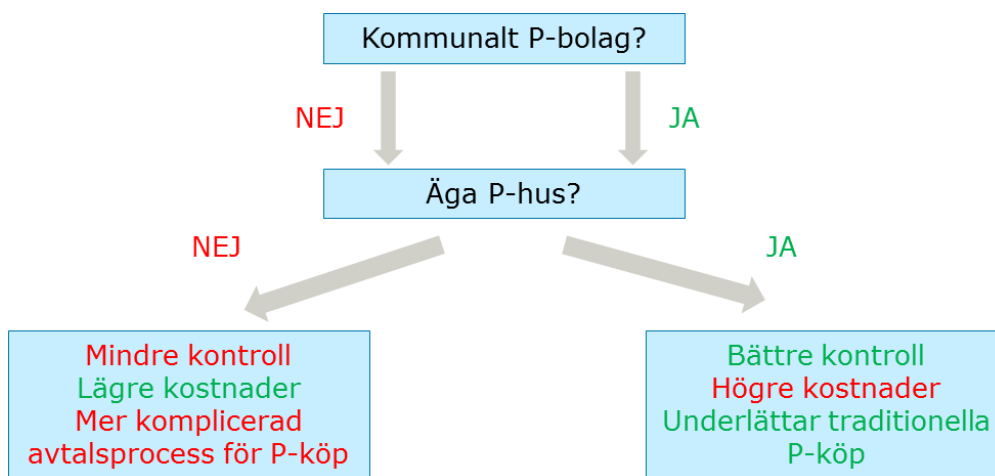 Kommunalt P-bolag?
NEJ
JA
Äga P-hus?
NEJ
JA
Mindre kontroll
Lägre kostnader
Mer komplicerad
avtalsprocess för P-köp
Bättre kontroll
Högre kostnader
Underlättar traditionella
P-köp